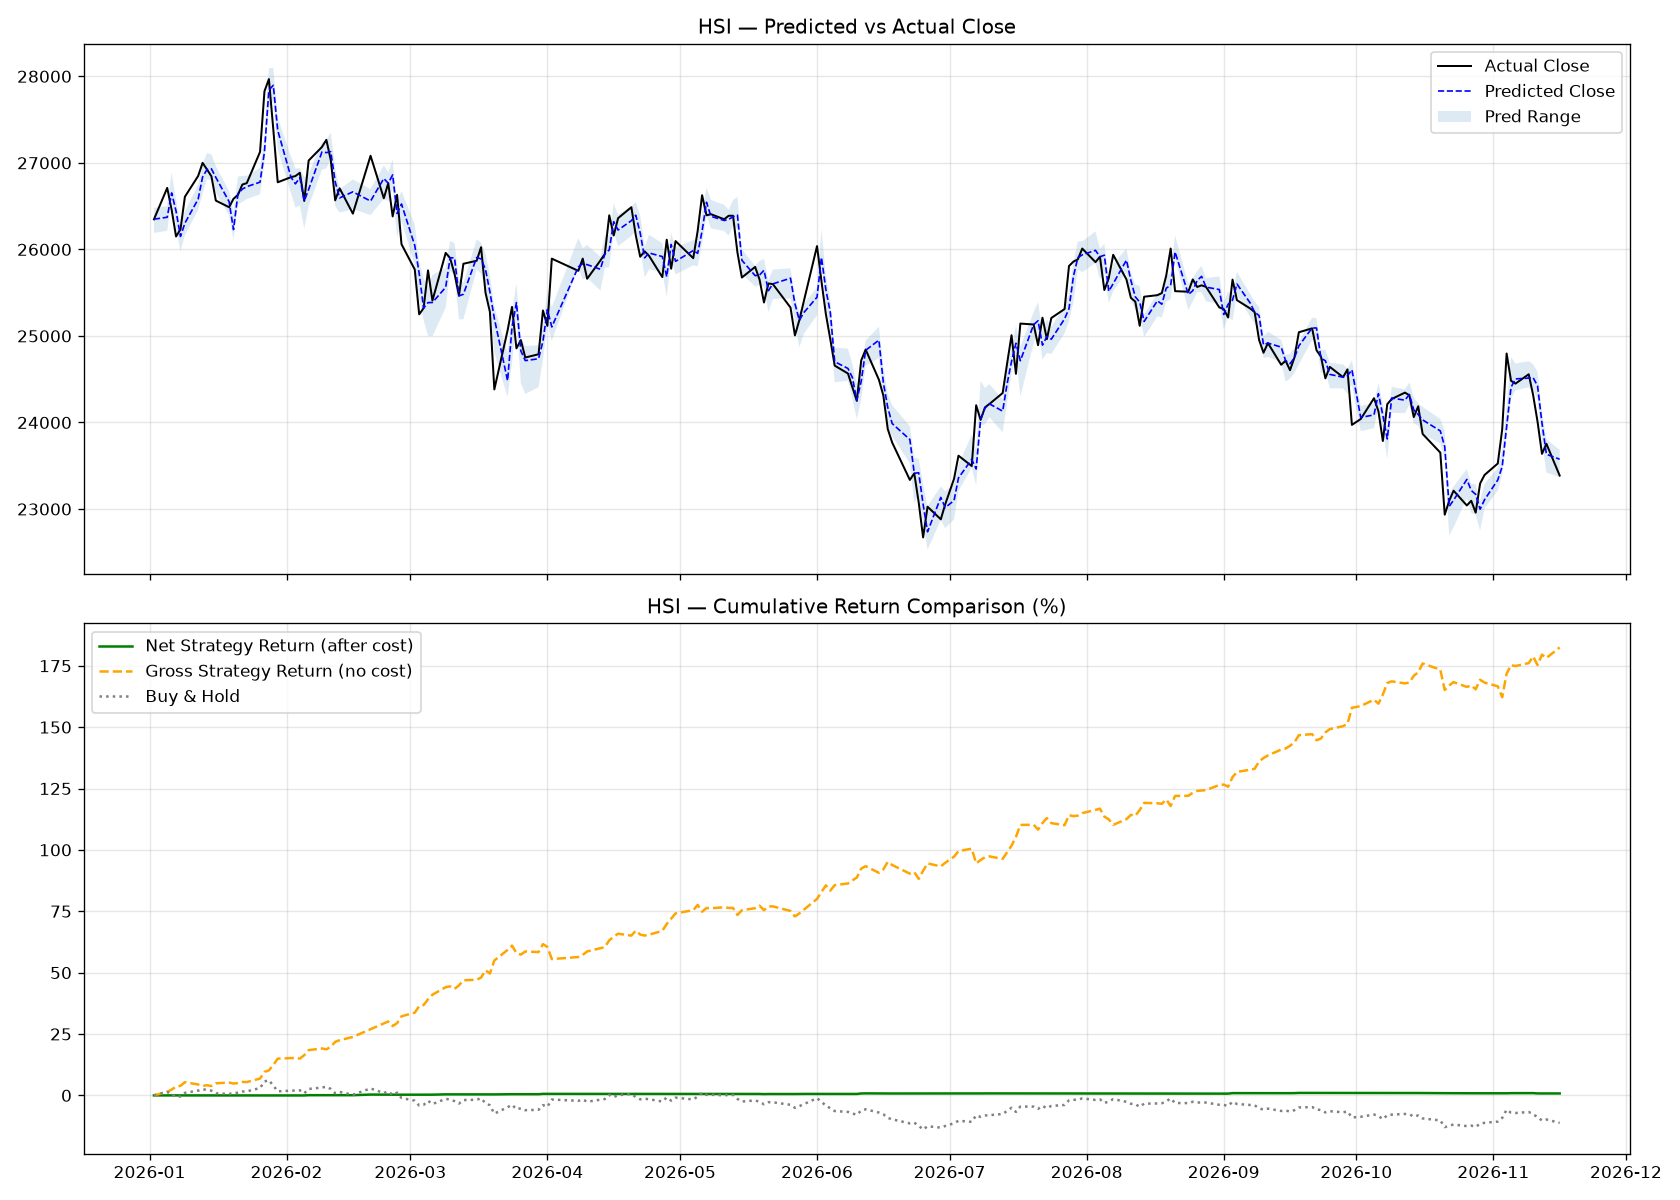 HSI — Predicted vs Actual Close
28000
27000
26000
25000
24000
23000
Actual Close
Predicted Close
Pred Range
HSI — Cumulative Return Comparison (%)
Net Strategy Return (after cost)
Gross Strategy Return (no cost)
Buy & Hold
175
150
125
100
75
50
25
0
2026-01 2026-02 2026-03 2026-04 2026-05 2026-06 2026-07 2026-08 2026-09 2026-10 2026-11 2026-12